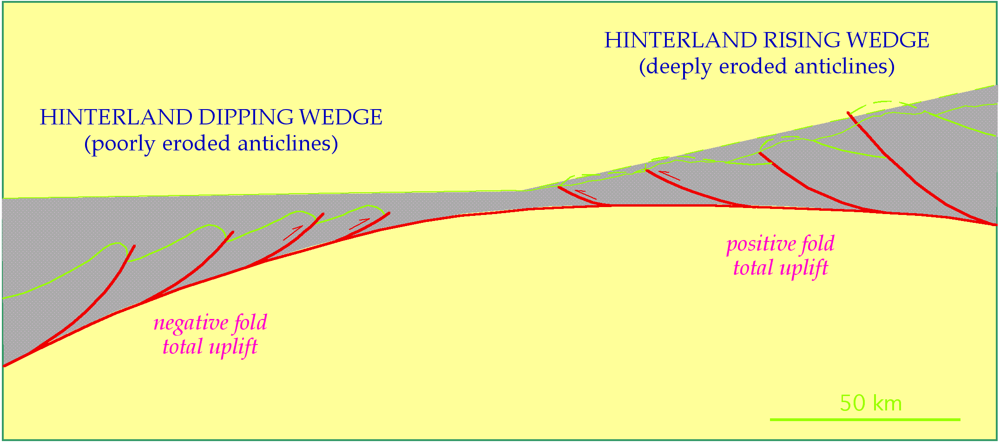 HINTERLAND RISING WEDGE
(deeply eroded anticlines)
HINTERLAND DIPPING WEDGE
(poorly eroded anticlines)
positive fold
total uplift
negative fold
total uplift
50 km